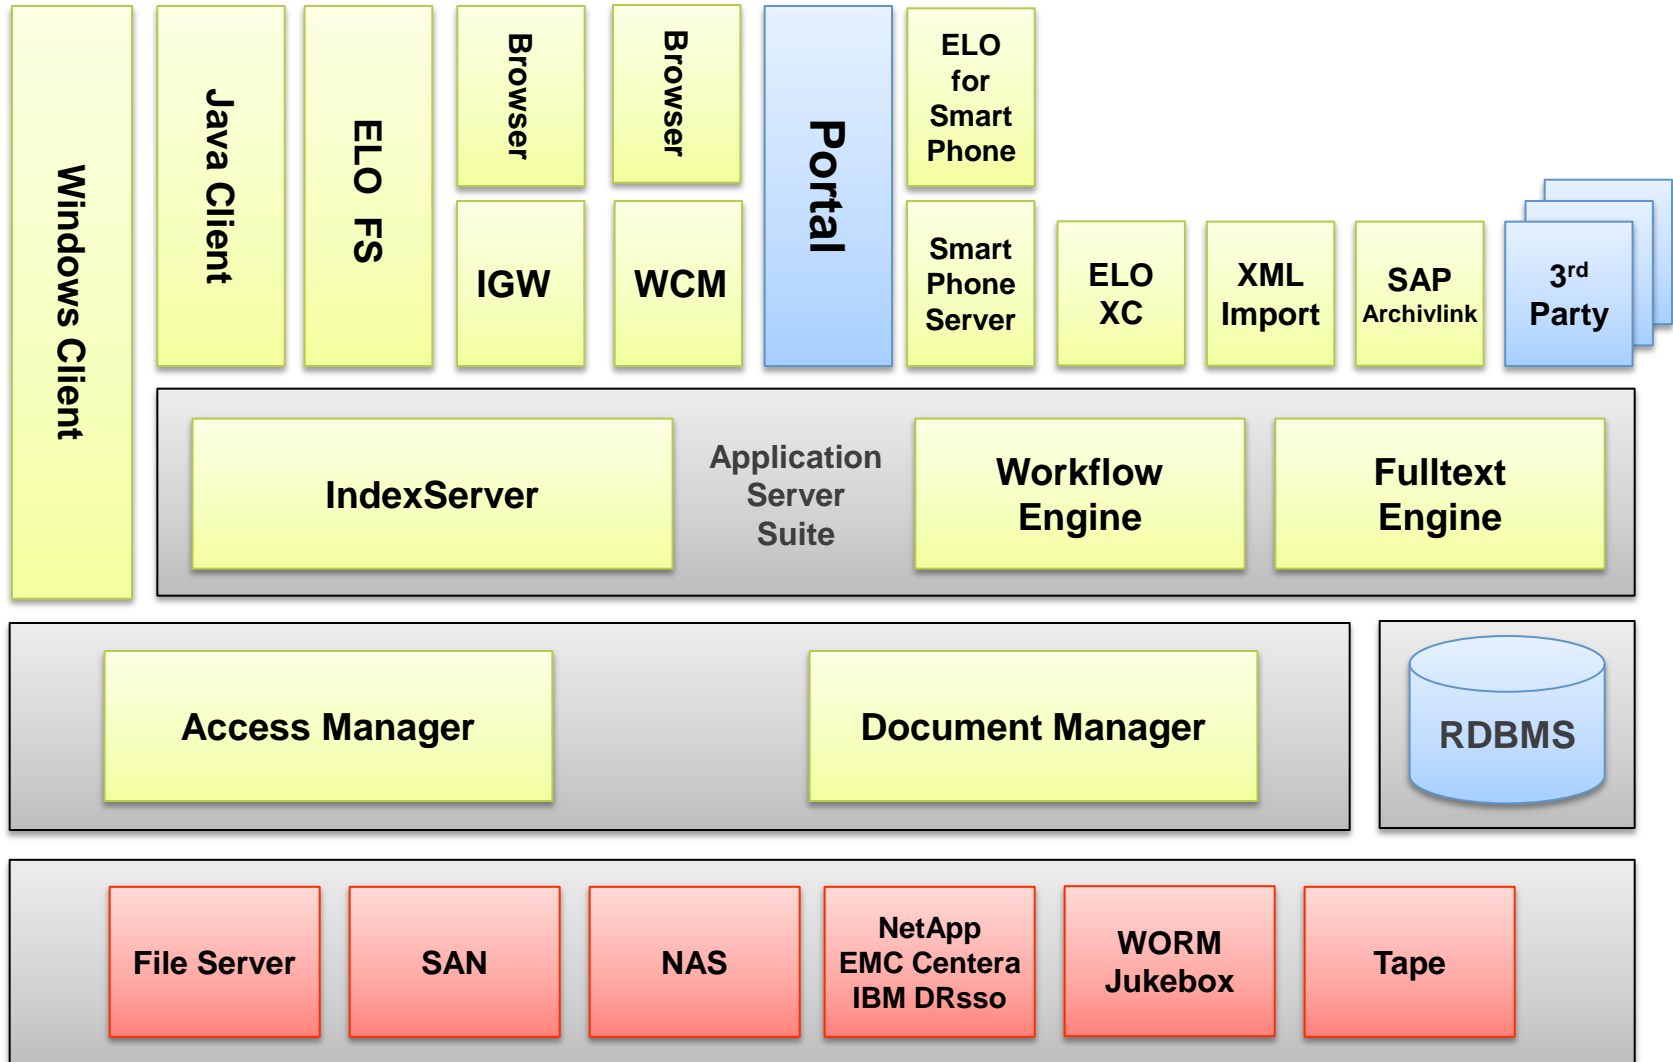 Windows Client
Java Client
ELO FS
Browser
IGW
Browser
WCM
Portal
ELO
for
Smart
Phone
Smart
Phone
Server
ELO
XC
XML
Import
SAP
Archivlink
3rd
Party
IndexServer
Application
Server
Suite
Workflow
Engine
Fulltext
Engine
Access Manager
Document Manager
RDBMS
File Server
SAN
NAS
NetApp
EMC Centera
IBM DRsso
WORM
Jukebox
Tape